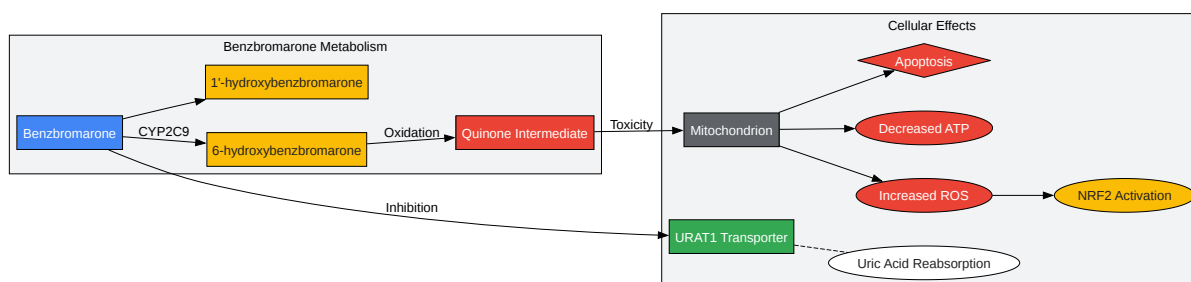 Cellular Effects
Benzbromarone Metabolism
Apoptosis
1'-hydroxybenzbromarone
Benzbromarone
CYP2C9
6-hydroxybenzbromarone
Oxidation
Quinone Intermediate
Toxicity
Mitochondrion
Decreased ATP
Increased ROS
NRF2 Activation
Inhibition
URAT1 Transporter
Uric Acid Reabsorption